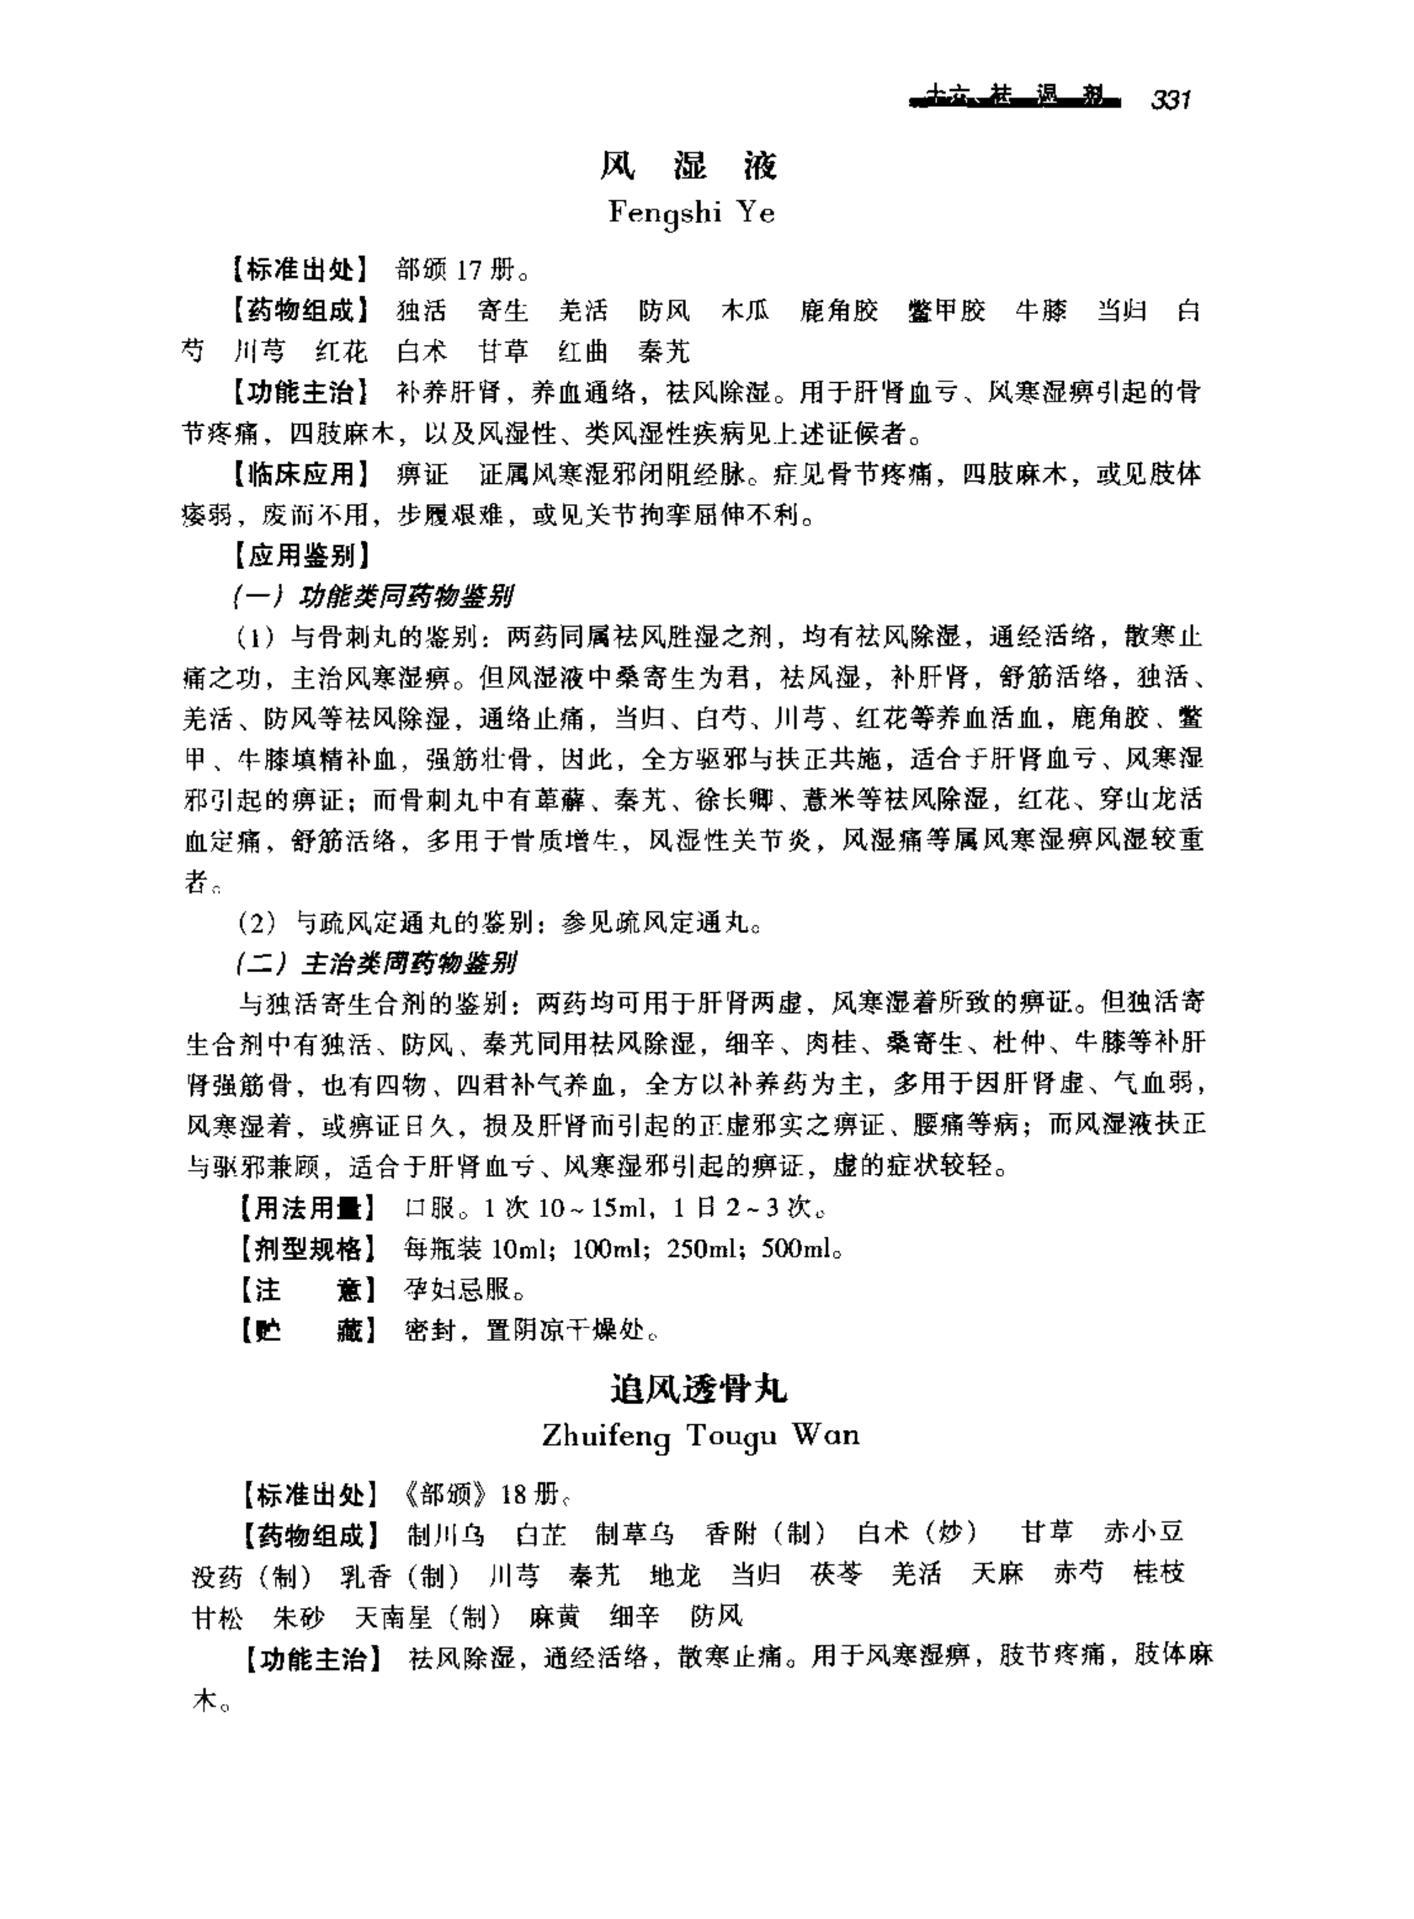 十六、祛 湿 剂 331
风 湿 液
Fengshi Ye
【标准出处】 部颁 17 册。
【药物组成】 独活 寄生 羌活 防风 木瓜 鹿角胶 鳖甲胶 牛膝 当归 白
芍 川芎 红花 白术 甘草 红曲 秦艽
【功能主治】 补养肝肾，养血通络，祛风除湿。用于肝肾血亏、风寒湿痹引起的骨
节疼痛，四肢麻木，以及风湿性、类风湿性疾病见上述证候者。
【临床应用】 痹证 证属风寒湿邪闭阻经脉。症见骨节疼痛，四肢麻木，或见肢体
痿弱，废而不用，步履艰难，或见关节拘挛屈伸不利。
【应用鉴别】
(一) 功能类同药物鉴别
(1) 与骨刺丸的鉴别：两药同属祛风胜湿之剂，均有祛风除湿，通经活络，散寒止
痛之功，主治风寒湿痹。但风湿液中桑寄生为君，祛风湿，补肝肾，舒筋活络，独活、
羌活、防风等祛风除湿，通络止痛，当归、白芍、川芎、红花等养血活血，鹿角胶、鳖
甲、牛膝填精补血，强筋壮骨，因此，全方驱邪与扶正共施，适合于肝肾血亏、风寒湿
邪引起的痹证；而骨刺丸中有萆薢、秦艽、徐长卿、薏米等祛风除湿，红花、穿山龙活
血定痛，舒筋活络，多用于骨质增生，风湿性关节炎，风湿痛等属风寒湿痹风湿较重
者。
(2) 与疏风定通丸的鉴别：参见疏风定通丸。
(二) 主治类同药物鉴别
与独活寄生合剂的鉴别：两药均可用于肝肾两虚，风寒湿着所致的痹证。但独活寄
生合剂中有独活、防风、秦艽同用祛风除湿，细辛、肉桂、桑寄生、杜仲、牛膝等补肝
肾强筋骨，也有四物、四君补气养血，全方以补养药为主，多用于因肝肾虚、气血弱，
风寒湿着，或痹证日久，损及肝肾而引起的正虚邪实之痹证、腰痛等病；而风湿液扶正
与驱邪兼顾，适合于肝肾血亏、风寒湿邪引起的痹证，虚的症状较轻。
【用法用量】 口服。1 次 10～15ml，1 日 2～3 次。
【剂型规格】 每瓶装 10ml；100ml；250ml；500ml。
【注 意】 孕妇忌服。
【贮 藏】 密封，置阴凉干燥处。
追风透骨丸
Zhuifeng Tougu Wan
【标准出处】 《部颁》18 册。
【药物组成】 制川乌 白芷 制草乌 香附（制） 白术（炒） 甘草 赤小豆
没药（制） 乳香（制） 川芎 秦艽 地龙 当归 茯苓 羌活 天麻 赤芍 桂枝
甘松 朱砂 天南星（制） 麻黄 细辛 防风
【功能主治】 祛风除湿，通经活络，散寒止痛。用于风寒湿痹，肢节疼痛，肢体麻
木。